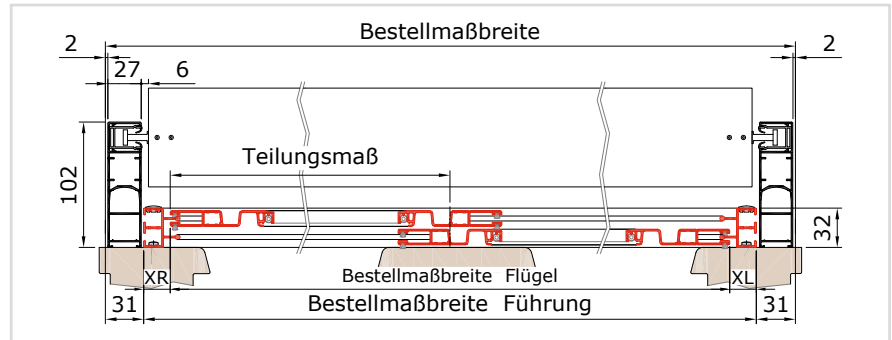 Bestellmaßbreite
2
2
27
6
Teilungsmaß
102
32
XR
Bestellmaßbreite Flügel
XL
31
Bestellmaßbreite Führung
31